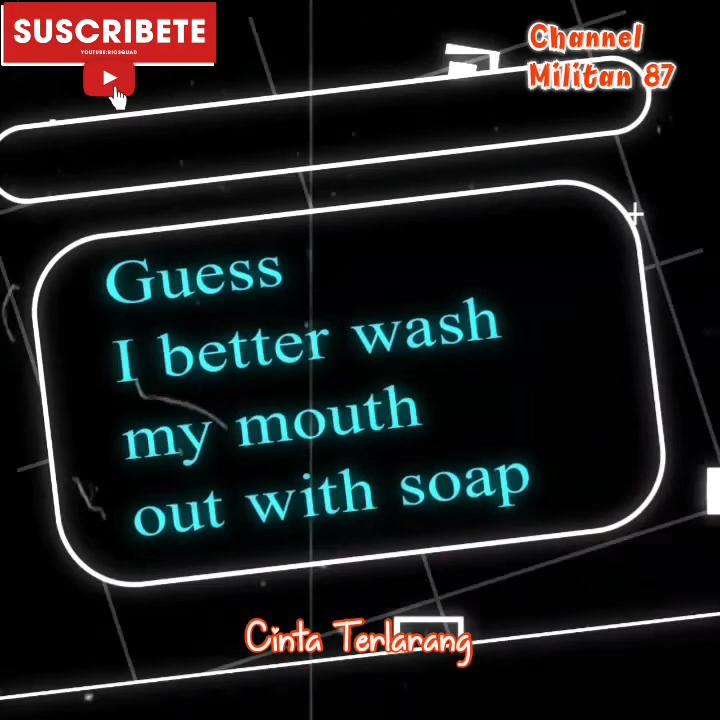 SUSCRIBETE
YOUTUBE:RIOSQUAD
Channel
Militan 87
Guess
I better wash
my mouth
out with soap
Cinta Terlarang